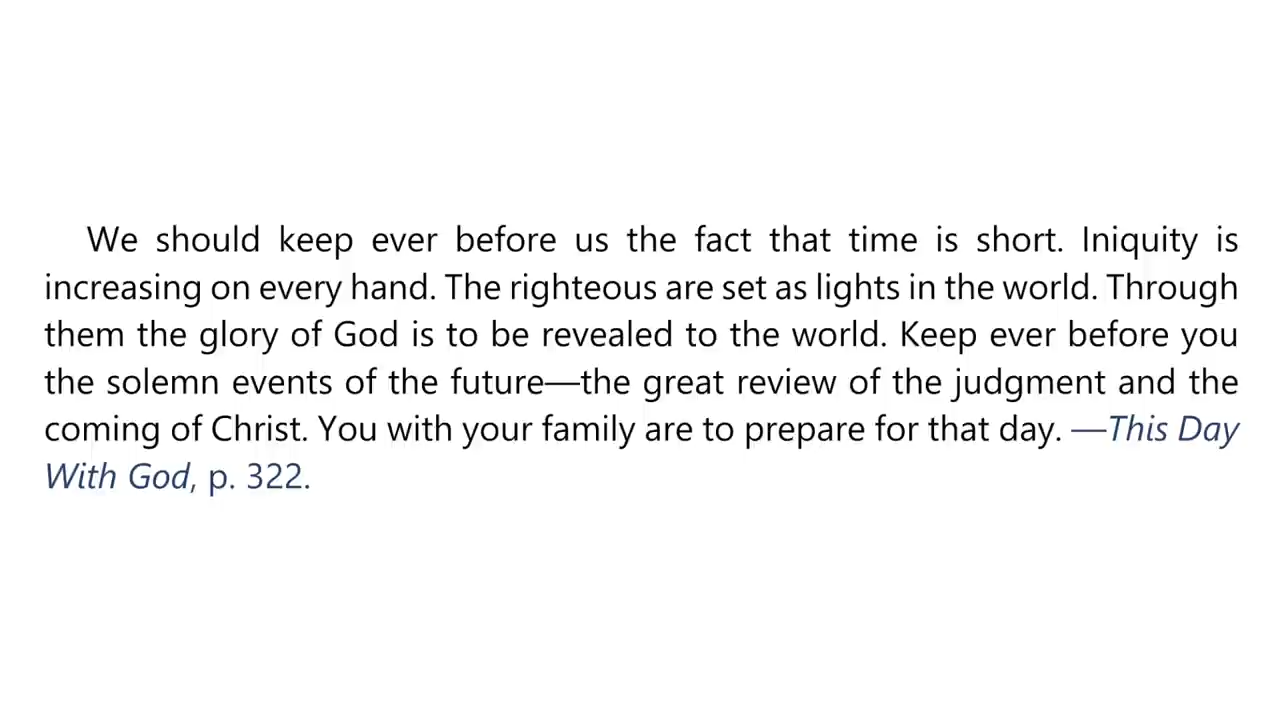 We should keep ever before us the fact that time is short. Iniquity is
increasing on every hand. The righteous are set as lights in the world. Through
them the glory of God is to be revealed to the world. Keep ever before you
the solemn events of the future—the great review of the judgment and the
coming of Christ. You with your family are to prepare for that day. —This Day
With God, p. 322.